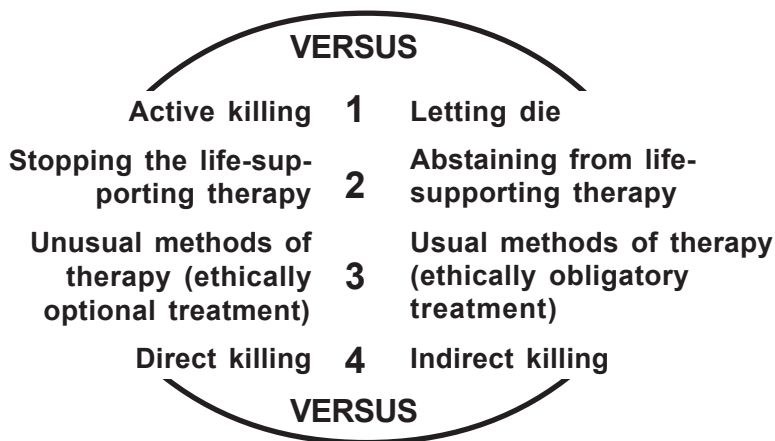 VERSUS
Active killing 1 Letting die
Stopping the life-sup-
porting therapy 2 Abstaining from life-
supporting therapy
Unusual methods of
therapy (ethically
optional treatment) 3 Usual methods of therapy
(ethically obligatory
treatment)
Direct killing 4 Indirect killing
VERSUS